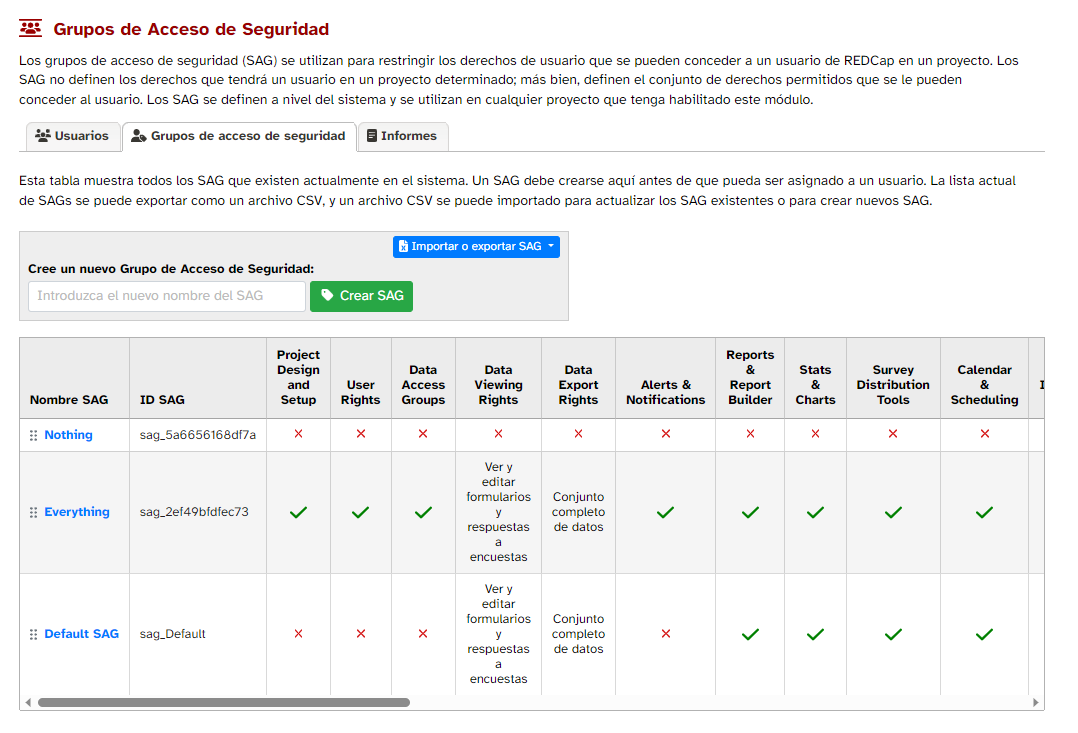 Grupos de Acceso de Seguridad
Los grupos de acceso de seguridad (SAG) se utilizan para restringir los derechos de usuario que se pueden conceder a un usuario de REDCap en un proyecto. Los
SAG no definen los derechos que tendrá un usuario en un proyecto determinado; más bien, definen el conjunto de derechos permitidos que se le pueden
conceder al usuario. Los SAG se definen a nivel del sistema y se utilizan en cualquier proyecto que tenga habilitado este módulo.
Usuarios
Grupos de acceso de seguridad
Informes
Esta tabla muestra todos los SAG que existen actualmente en el sistema. Un SAG debe crearse aquí antes de que pueda ser asignado a un usuario. La lista actual
de SAGs se puede exportar como un archivo CSV, y un archivo CSV se puede importado para actualizar los SAG existentes o para crear nuevos SAG.
Importar o exportar SAG
Cree un nuevo Grupo de Acceso de Seguridad:
Introduzca el nuevo nombre del SAG
Crear SAG
Nombre SAG
ID SAG
Project
Design
and
Setup
User
Rights
Data
Access
Groups
Data
Viewing
Rights
Data
Export
Rights
Alerts &
Notifications
Reports
&
Report
Builder
Stats
&
Charts
Survey
Distribution
Tools
Calendar
&
Scheduling
Nothing
sag_5a6656168df7a
Everything
sag_2ef49bfdfec73
Ver y
editar
formularios
y
respuestas
a
encuestas
Conjunto
completo
de datos
Default SAG
sag_Default
Ver y
editar
formularios
y
respuestas
a
encuestas
Conjunto
completo
de datos